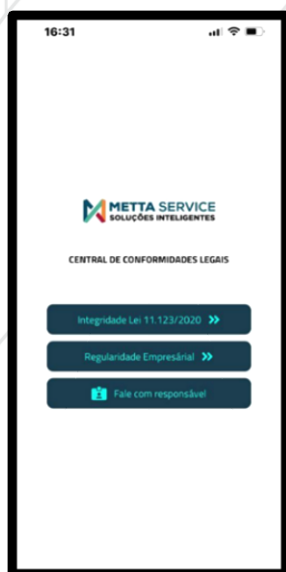 16:31
METTA SERVICE
SOLUÇÕES INTELIGENTES
CENTRAL DE CONFORMIDADES LEGAIS
Integridade Lei 11.123/2020
Regularidade Empresárial
Fale com responsável